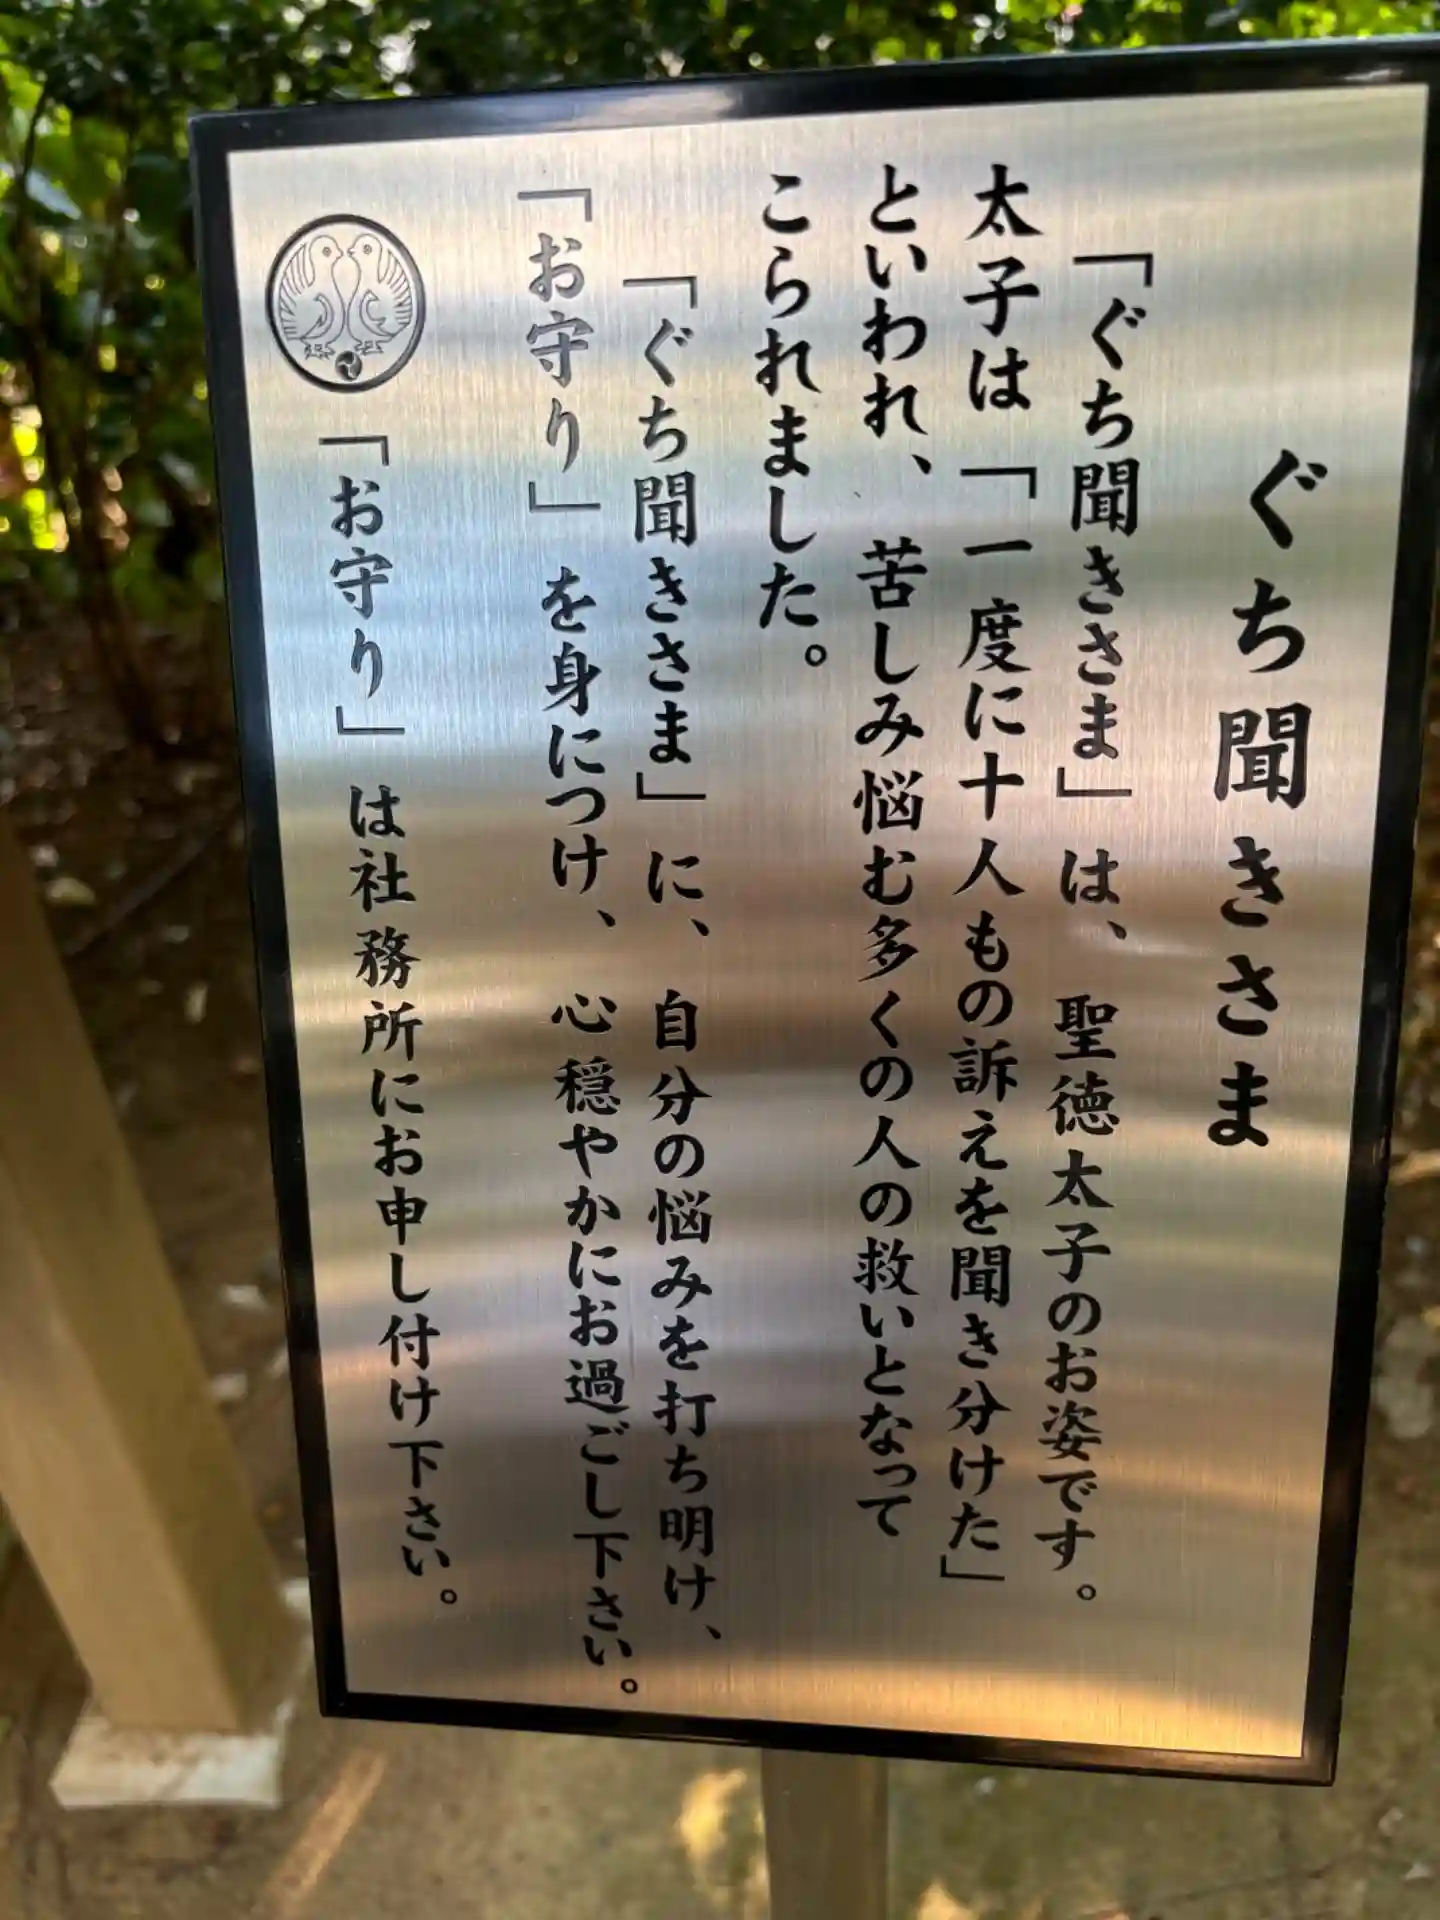 ぐち聞きさま
「ぐち聞きさま」は、聖徳太子のお姿です。
太子は「一度に十人もの訴えを聞き分けた」
といわれ、苦しみ悩む多くの人の救いとなって
こられました。
「ぐち聞きさま」に、自分の悩みを打ち明け、
「お守り」を身につけ、心穏やかにお過ごし下さい。
「お守り」は社務所にお申し付け下さい。